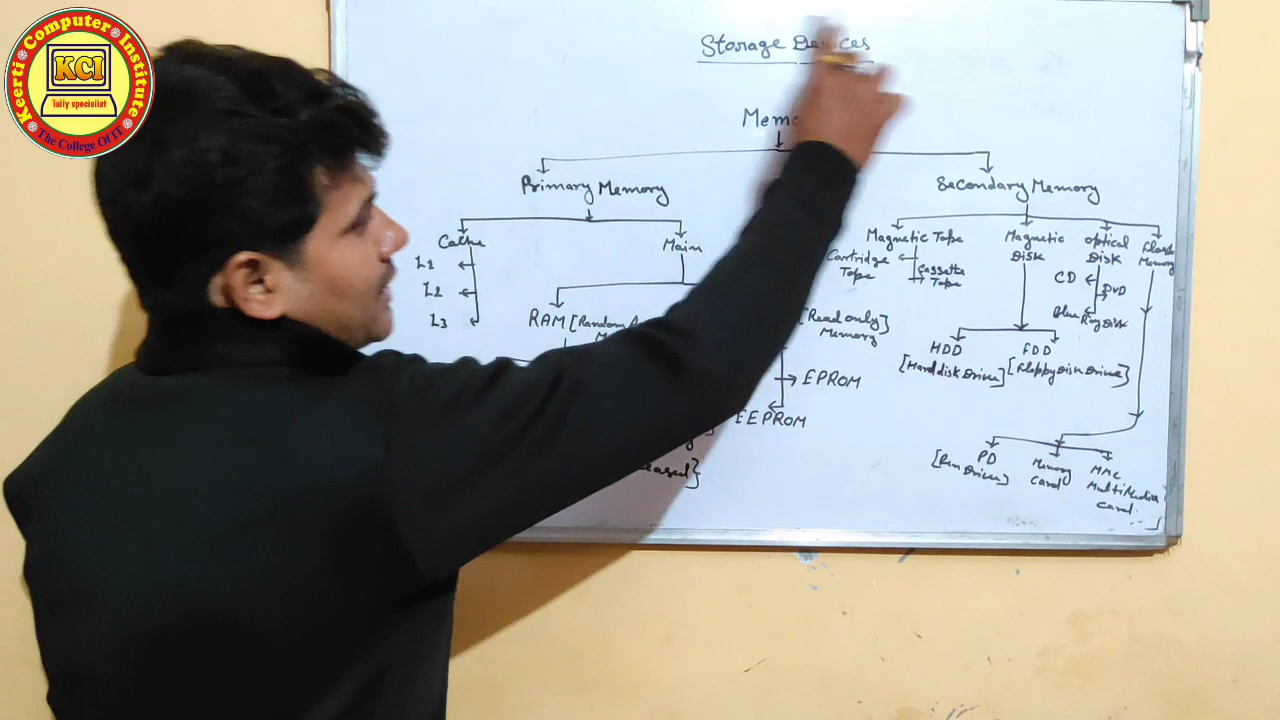 Keerti Computer Institute
KCI
Tally specialist
The College Of IT
Storage Devices
Primary Memory
Secondary Memory
Cache
L1
L2
L3
Main
RAM [Random
[Read only
Memory]
EPROM
EEPROM
Magnetic Tape
Cartridge
Tape
Cassette
Tape
Magnetic
Disk
HDD
[Hard disk Drive]
FDD
[Floppy Disk Drive]
optical
Disk
CD
DVD
Blue Ray Disk
Flash
Memory
PD
[Pen Drive]
Memory
Card
MMC
MultiMedia
Card